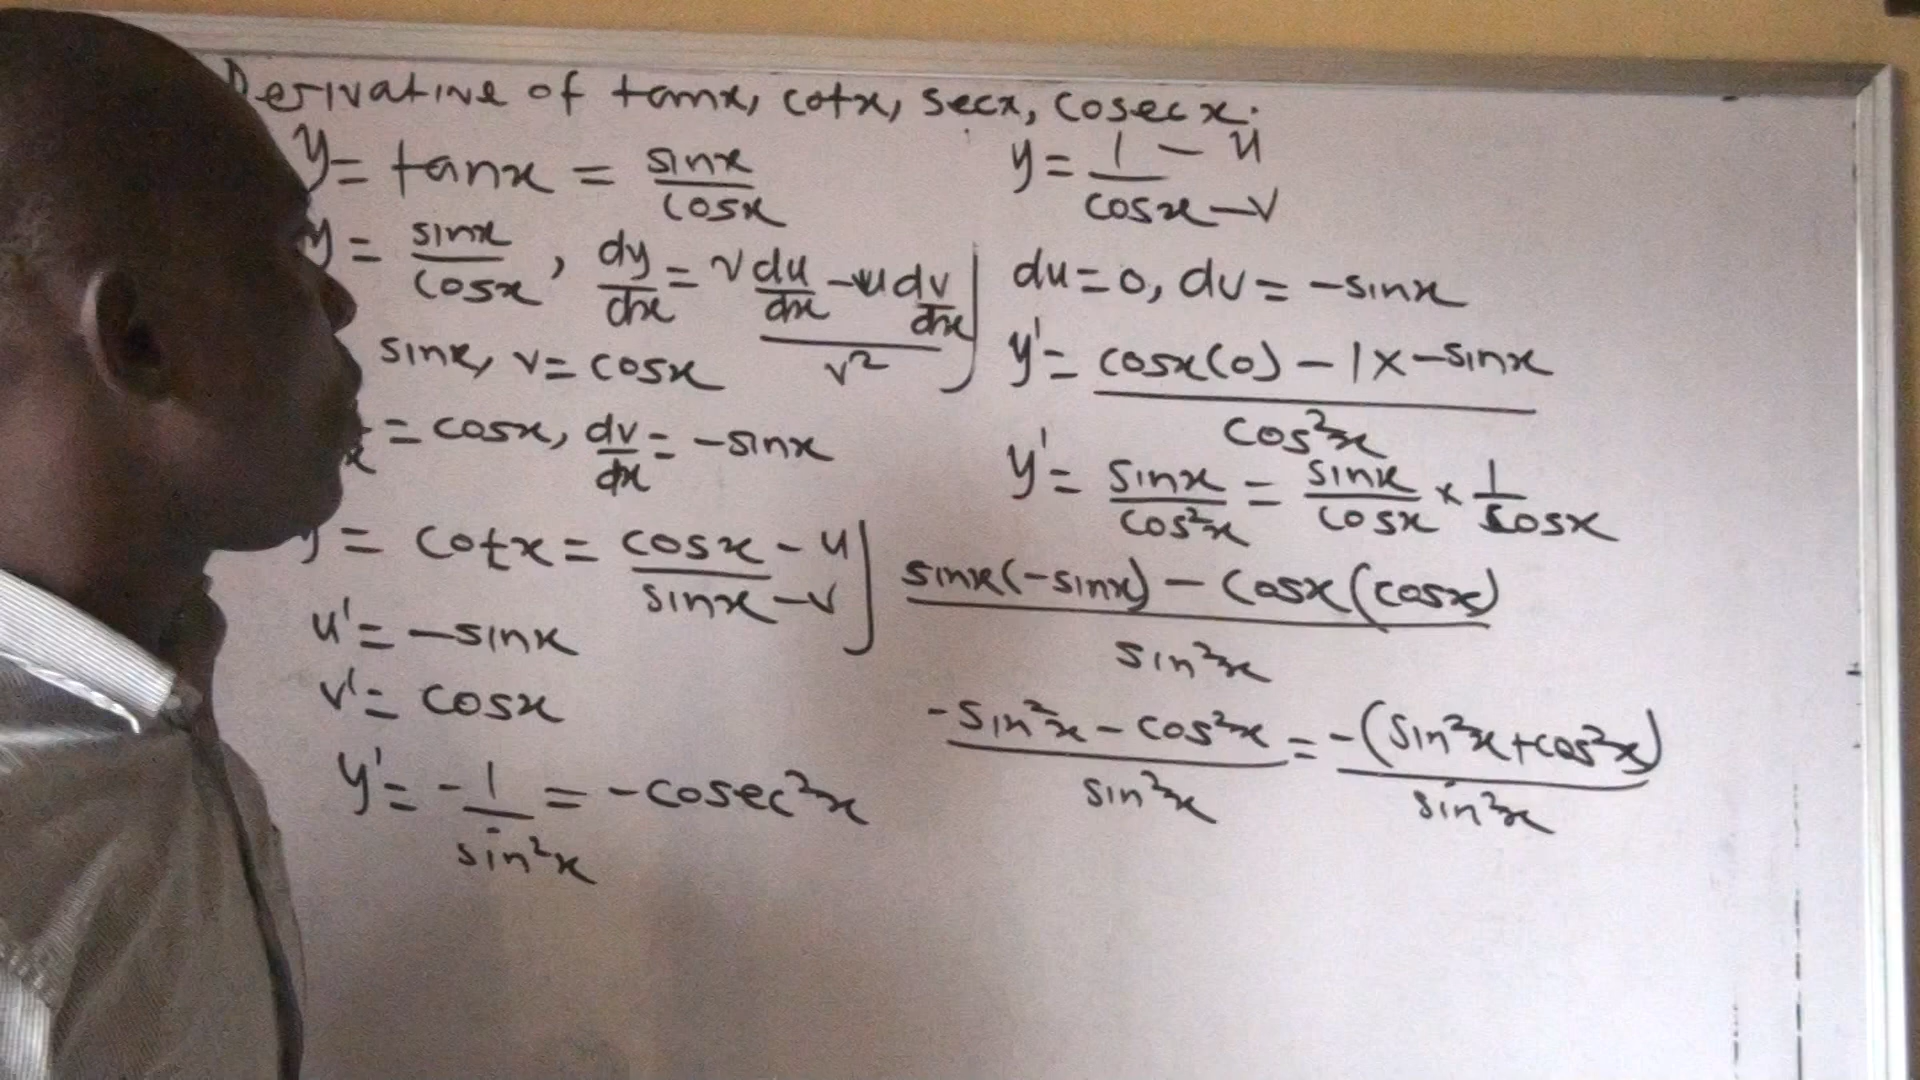 Derivative of tanx, cotx, secx, cosec x.
y = tanx = sinx/cosx
y = sinx/cosx, dy/dx = (v du/dx - u dv/dx)/v²
sinx, v = cosx
x = cosx, dv/dx = -sinx
y = cotx = cosx - u / sinx - v
u' = -sinx
v' = cosx
y' = -1/sin²x = -cosec²x
y = 1 - u / cosx - v
du = 0, dv = -sinx
y' = (cosx(0) - 1 x -sinx)/cos²x
y' = sinx/cos²x = sinx/cosx x 1/cosx
(sinx(-sinx) - cosx(cosx))/sin²x
(-sin²x - cos²x)/sin²x = -(sin²x + cos²x)/sin²x